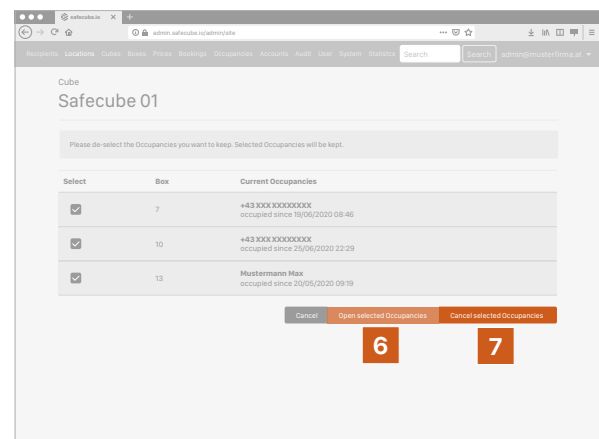 safecube.io
admin.safecube.io/admin/site
Recipients Locations Cubes Boxes Prices Bookings Occupancies Accounts Audit User System Statistics Search Search admin@musterfirma.at
Cube
Safecube 01
Please de-select the Occupancies you want to keep. Selected Occupancies will be kept.
Select Box Current Occupancies
7 +43 XXX XXXXXXXX
occupied since 19/06/2020 08:46
10 +43 XXX XXXXXXXX
occupied since 25/06/2020 22:29
13 Mustermann Max
occupied since 20/05/2020 09:19
Cancel Open selected Occupancies Cancel selected Occupancies
6 7